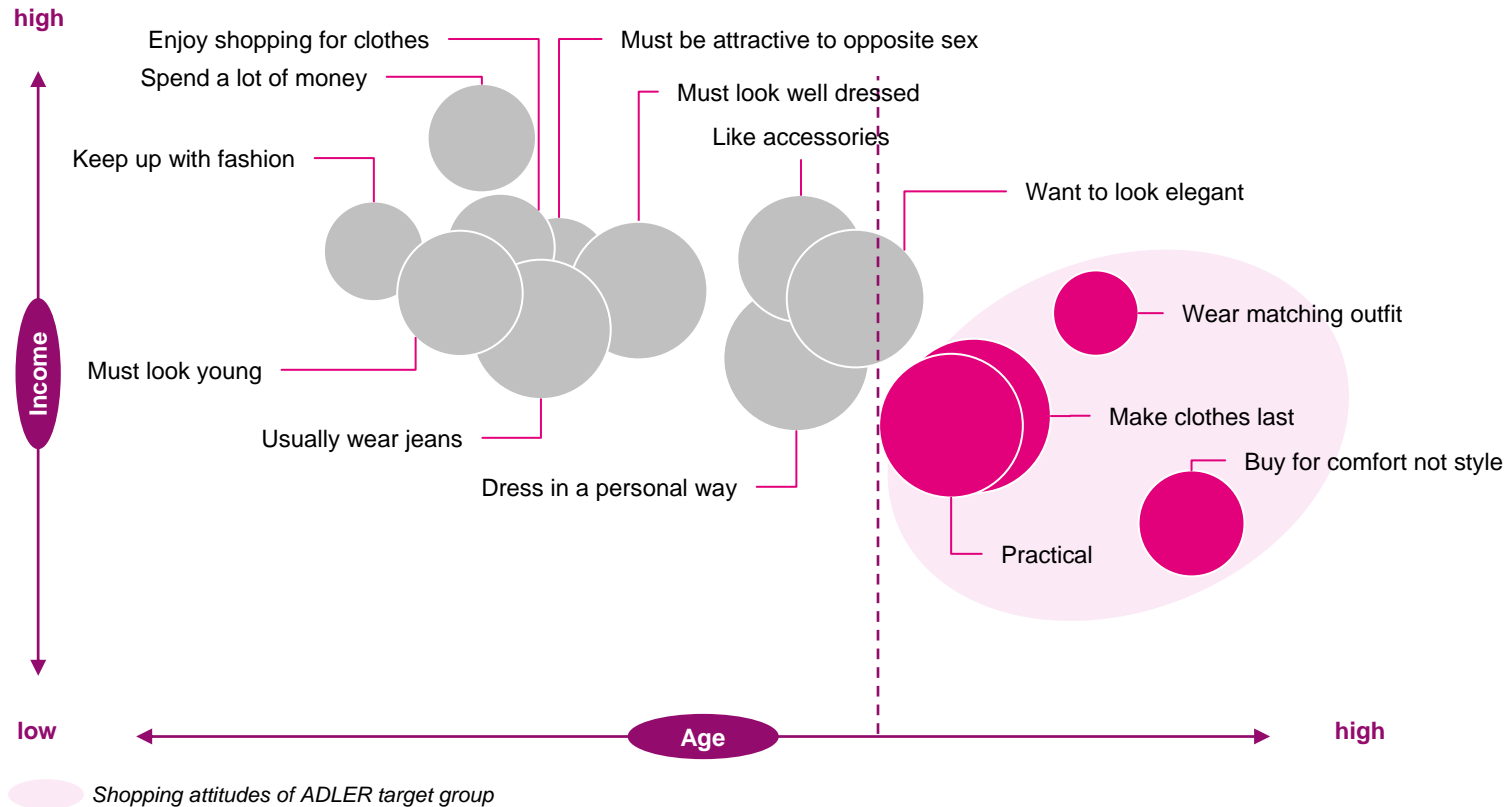 high
Enjoy shopping for clothes
Must be attractive to opposite sex
Spend a lot of money
Must look well dressed
Like accessories
Keep up with fashion
Want to look elegant
Wear matching outfit
Income
Must look young
Make clothes last
Usually wear jeans
Buy for comfort not style
Dress in a personal way
Practical
low
Age
high
Shopping attitudes of ADLER target group